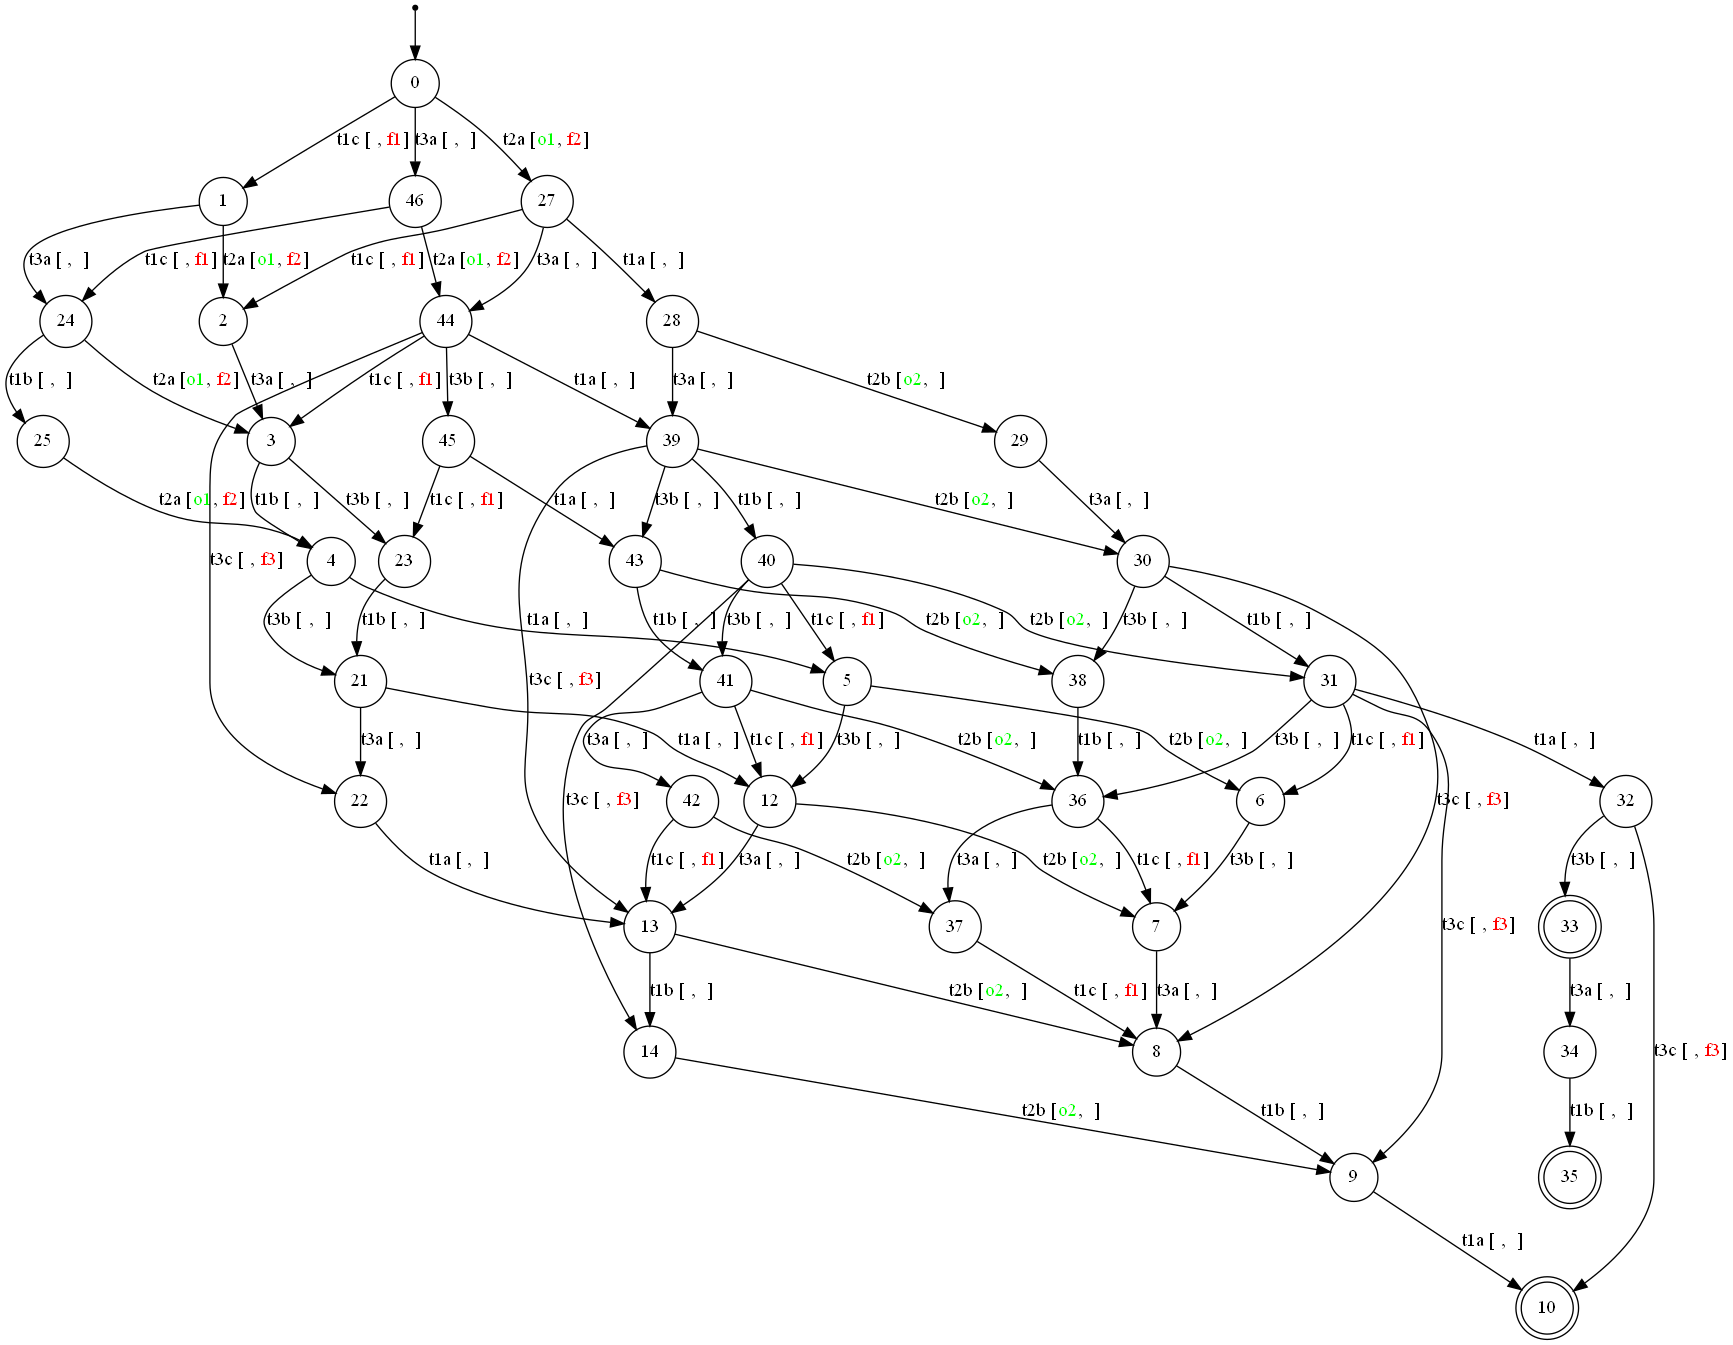 0
t1c [ , f1]
t3a [ , ]
t2a [o1, f2]
1
46
27
t3a [ , ]
t1c [ , f1]
t2a [o1, f2]
t1c [ , f1]
t2a [o1, f2]
t3a [ , ]
t1a [ , ]
24
2
44
28
t1b [ , ]
t2a [o1, f2]
t3a [ , ]
t1c [ , f1]
t3b [ , ]
t1a [ , ]
t3a [ , ]
t2b [o2, ]
25
3
45
39
29
t2a [o1, f2]
t1b [ , ]
t3b [ , ]
t1c [ , f1]
t1a [ , ]
t3b [ , ]
t1b [ , ]
t2b [o2, ]
t3a [ , ]
t3c [ , f3]
4
23
43
40
30
t3b [ , ]
t1b [ , ]
t1a [ , ]
t1b [ , ]
t3b [ , ]
t1c [ , f1]
t2b [o2, ]
t2b [o2, ]
t3b [ , ]
t1b [ , ]
21
t3c [ , f3]
41
5
38
31
t3a [ , ]
t3a [ , ]
t1a [ , ]
t1c [ , f1]
t3b [ , ]
t2b [o2, ]
t1b [ , ]
t2b [o2, ]
t3b [ , ]
t1c [ , f1]
t1a [ , ]
22
t3c [ , f3]
42
12
36
6
t3c [ , f3]
32
t1a [ , ]
t1c [ , f1]
t3a [ , ]
t2b [o2, ]
t3a [ , ]
t2b [o2, ]
t1c [ , f1]
t3b [ , ]
t3b [ , ]
13
37
7
t3c [ , f3]
33
t1b [ , ]
t2b [o2, ]
t1c [ , f1]
t3a [ , ]
t3a [ , ]
14
8
34
t3c [ , f3]
t2b [o2, ]
t1b [ , ]
t1b [ , ]
9
35
t1a [ , ]
10